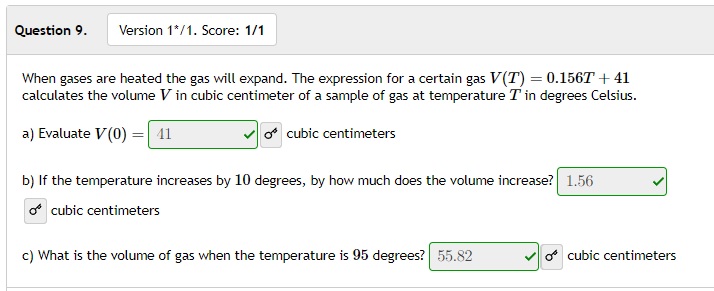 Question 9. Version 1*/1. Score: 1/1
When gases are heated the gas will expand. The expression for a certain gas V(T) = 0.156T + 41
calculates the volume V in cubic centimeter of a sample of gas at temperature T in degrees Celsius.
a) Evaluate V(0) = 41 cubic centimeters
b) If the temperature increases by 10 degrees, by how much does the volume increase? 1.56
cubic centimeters
c) What is the volume of gas when the temperature is 95 degrees? 55.82 cubic centimeters